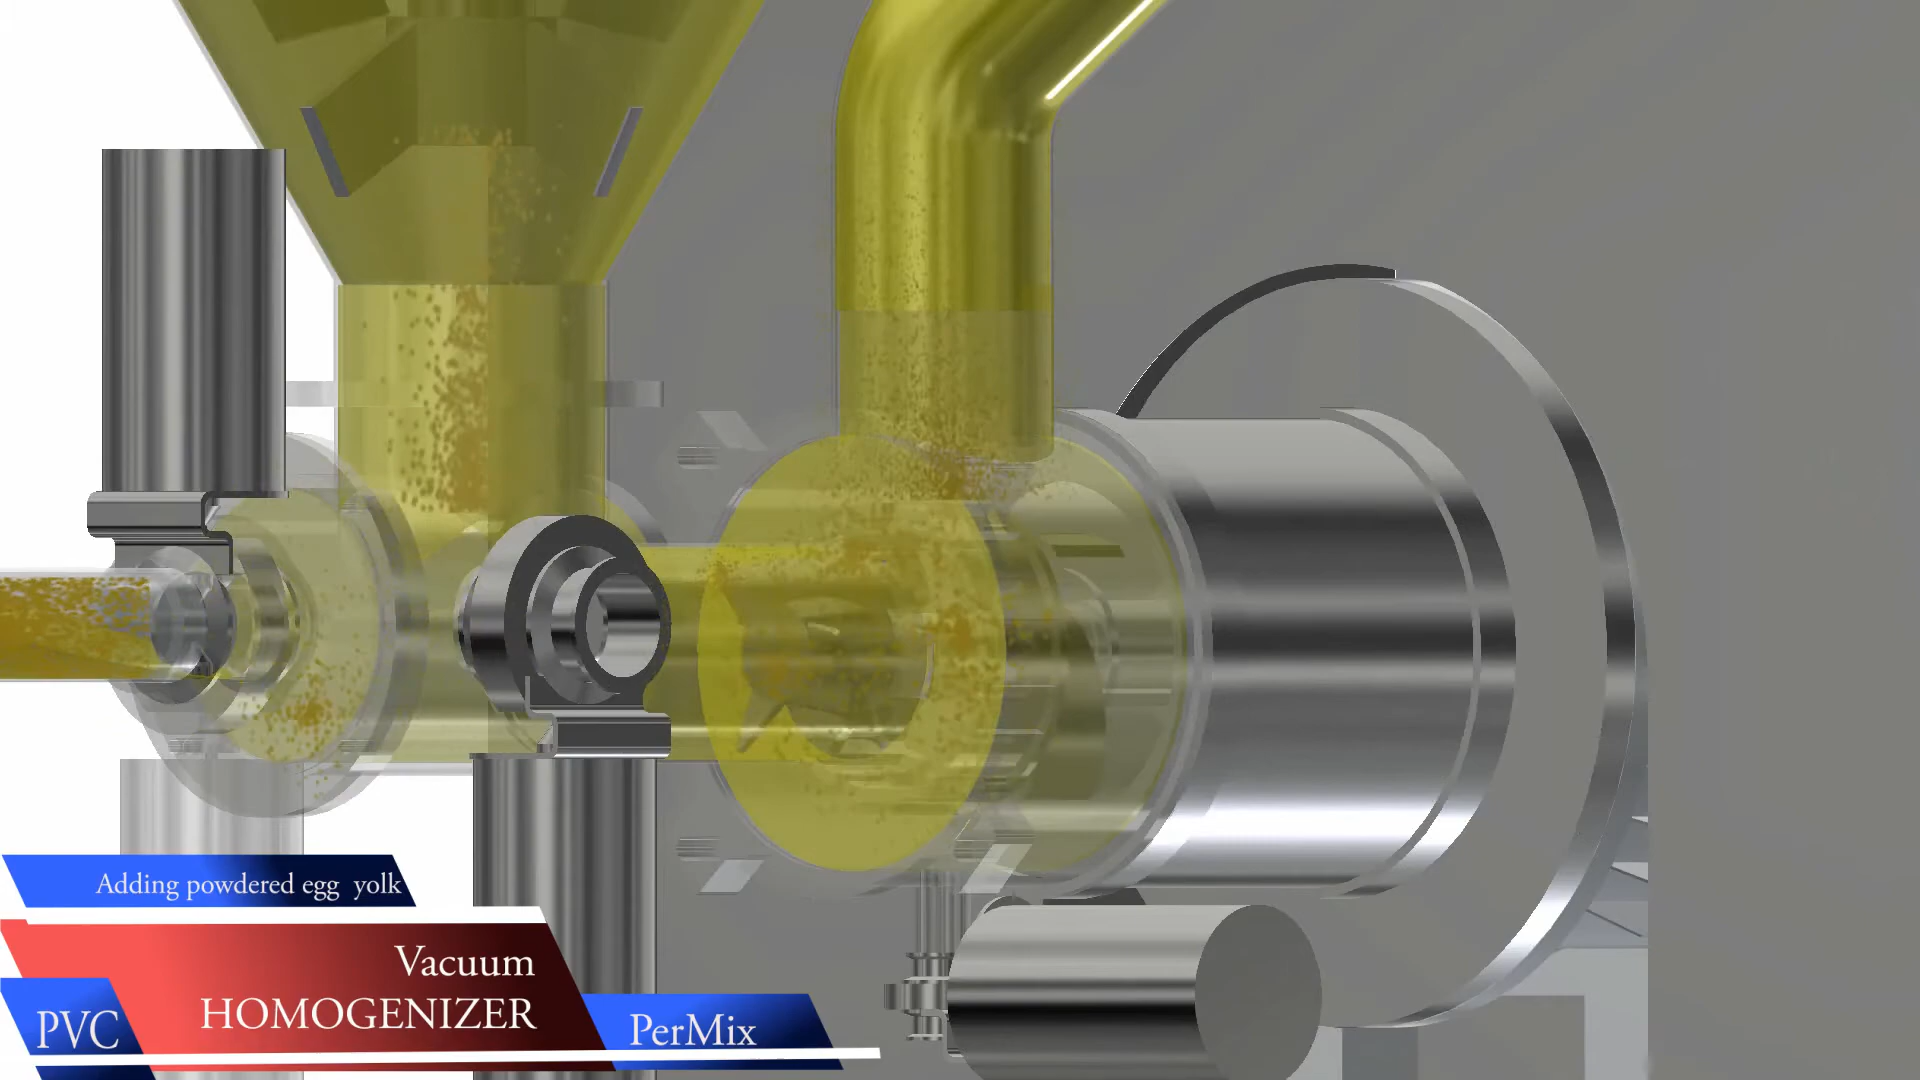 Adding powdered egg yolk
Vacuum
HOMOGENIZER
PVC
PerMix